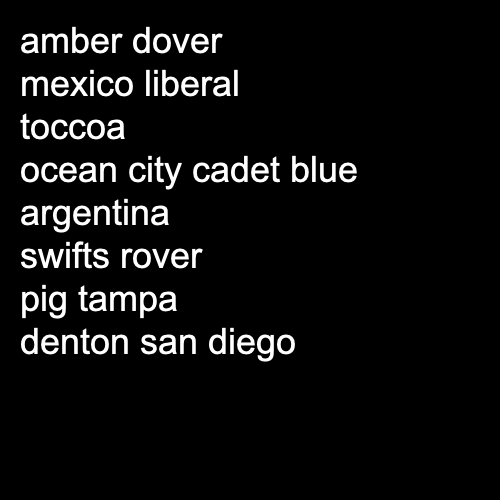 amber dover
mexico liberal
toccoa
ocean city cadet blue
argentina
swifts rover
pig tampa
denton san diego